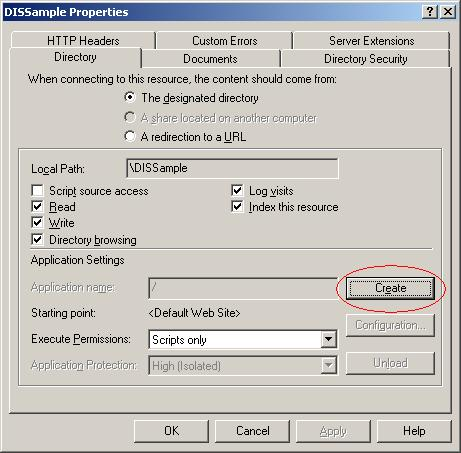 DISSample Properties
HTTP Headers Custom Errors Server Extensions
Directory Documents Directory Security
When connecting to this resource, the content should come from:
The designated directory
A share located on another computer
A redirection to a URL
Local Path: \DISSample
Script source access Log visits
Read Index this resource
Write
Directory browsing
Application Settings
Application name: / Create
Starting point: <Default Web Site>
Configuration...
Execute Permissions: Scripts only
Application Protection: High (Isolated) Unload
OK Cancel Apply Help